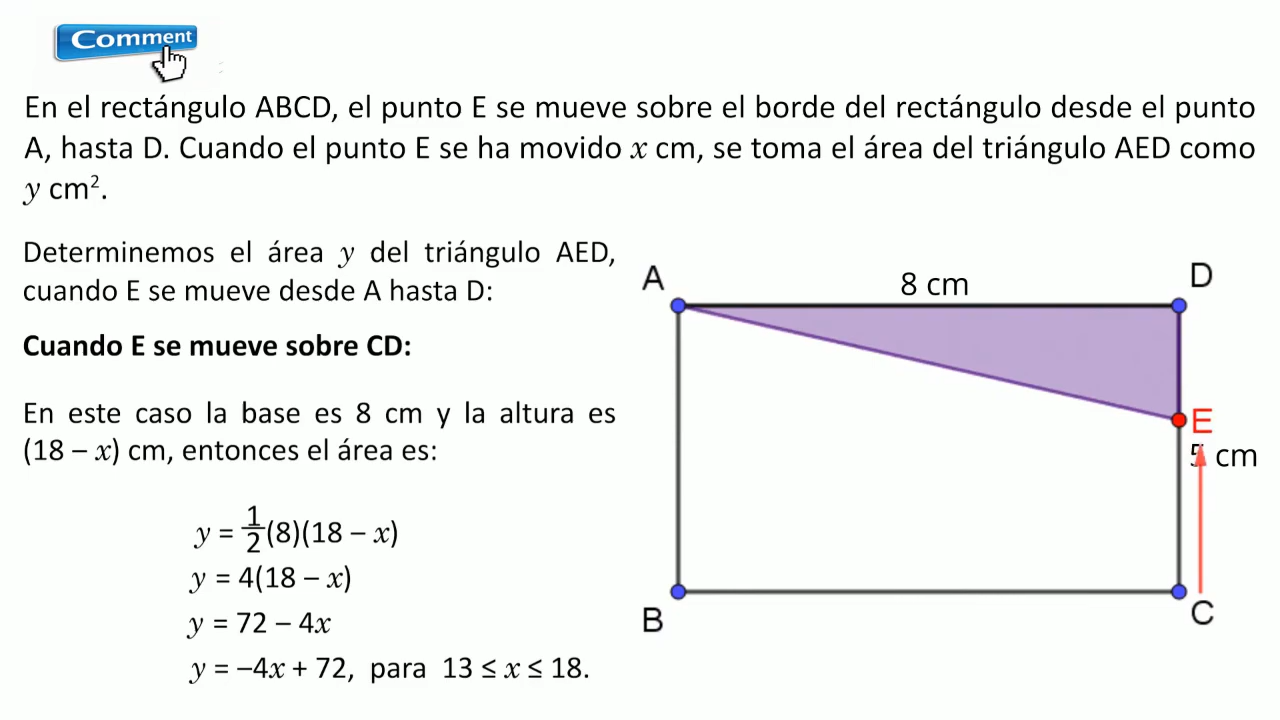 Comment
En el rectángulo ABCD, el punto E se mueve sobre el borde del rectángulo desde el punto
A, hasta D. Cuando el punto E se ha movido x cm, se toma el área del triángulo AED como
y cm².
Determinemos el área y del triángulo AED,
cuando E se mueve desde A hasta D:
Cuando E se mueve sobre CD:
En este caso la base es 8 cm y la altura es
(18 – x) cm, entonces el área es:
y = 1/2(8)(18 – x)
y = 4(18 – x)
y = 72 – 4x
y = –4x + 72, para 13 ≤ x ≤ 18.
A
8 cm
D
E
5 cm
B
C